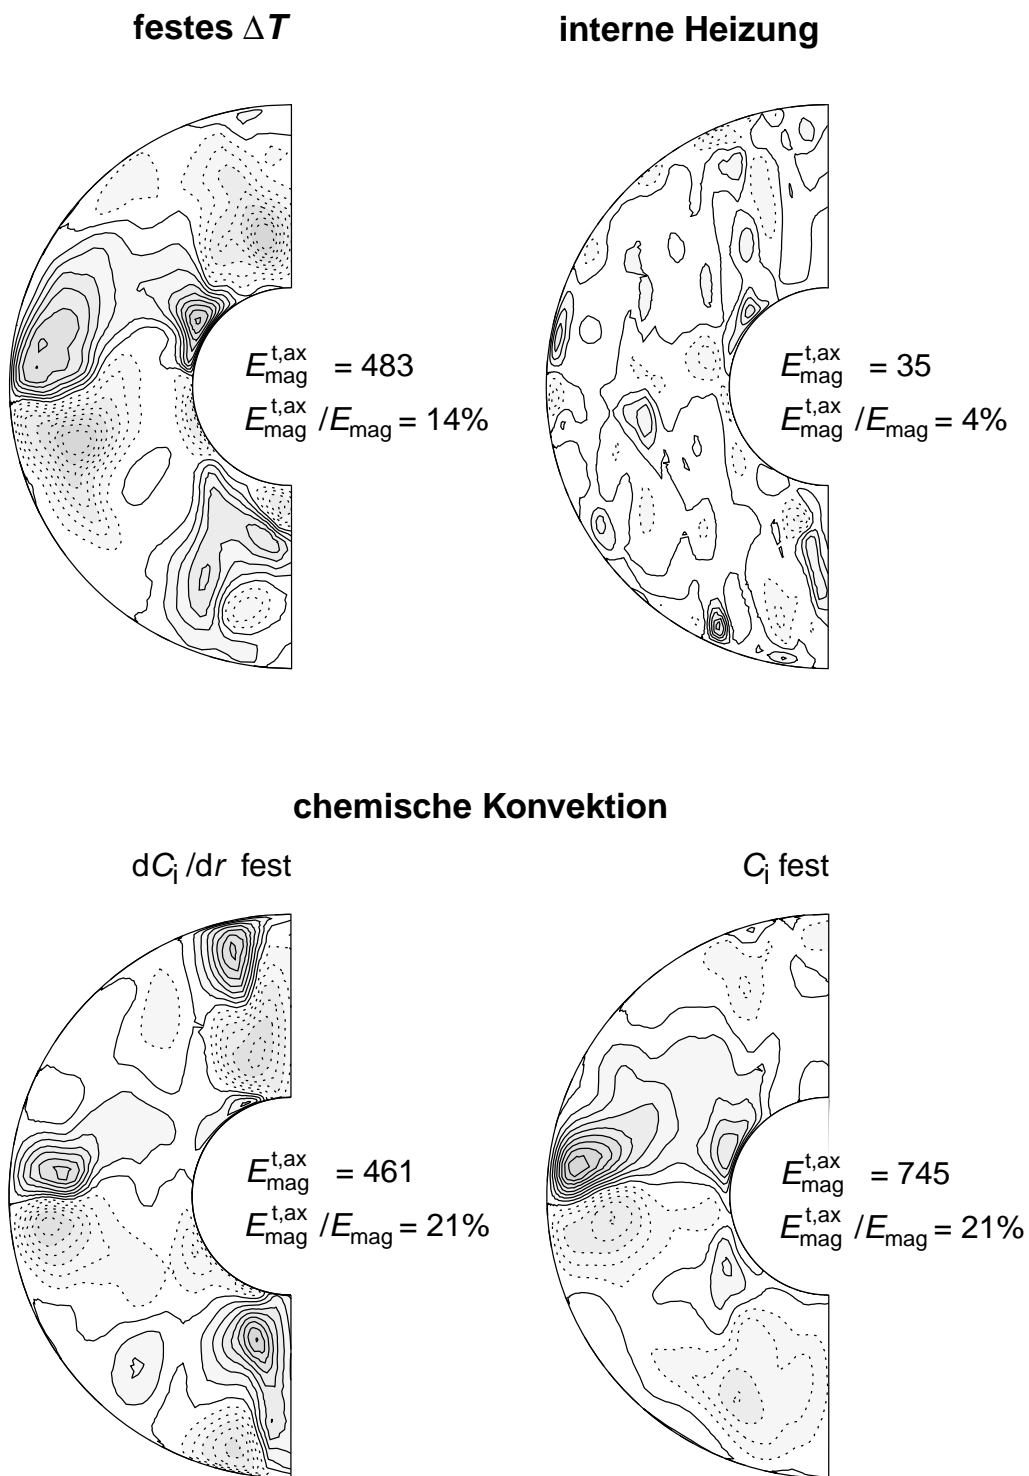 festes ΔT
interne Heizung
E^{t,ax}_{mag} = 483
E^{t,ax}_{mag} /E_{mag} = 14%
E^{t,ax}_{mag} = 35
E^{t,ax}_{mag} /E_{mag} = 4%
chemische Konvektion
dC_i /dr fest
C_i fest
E^{t,ax}_{mag} = 461
E^{t,ax}_{mag} /E_{mag} = 21%
E^{t,ax}_{mag} = 745
E^{t,ax}_{mag} /E_{mag} = 21%